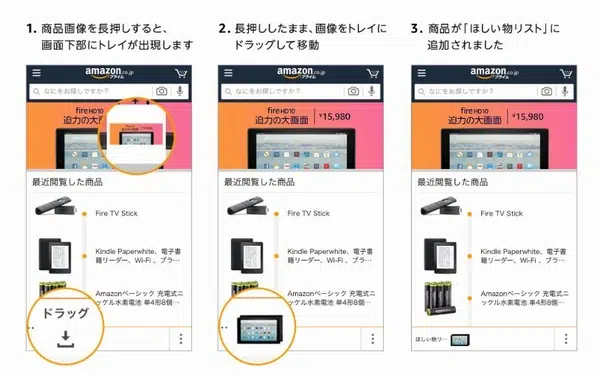 1. 商品画像を長押しすると、
画面下部にトレイが出現します
amazon.co.jp
プライム
なにをお探しですか？
fire HD 10
迫力の大
最近閲覧した商品
Fire TV Stick
Kindle Paperwhite、電子書
籍リーダー、Wi-Fi 、ブラ…
Amazonベーシック 充電式ニ
ッケル水素電池 単4形8個…
ドラッグ
2. 長押ししたまま、画像をトレイに
ドラッグして移動
amazon.co.jp
プライム
なにをお探しですか？
fire HD 10
迫力の大画面
¥15,980
最近閲覧した商品
Fire TV Stick
Kindle Paperwhite、電子書
籍リーダー、Wi-Fi 、ブラ…
Amazonベーシック 充電式ニ
ッケル水素電池 単4形8個…
3. 商品が「ほしい物リスト」に
追加されました
amazon.co.jp
プライム
なにをお探しですか？
fire HD 10
迫力の大画面
¥15,980
最近閲覧した商品
Fire TV Stick
Kindle Paperwhite、電子書
籍リーダー、Wi-Fi 、ブラ…
Amazonベーシック 充電式ニ
ッケル水素電池 単4形8個…
ほしい物リ…